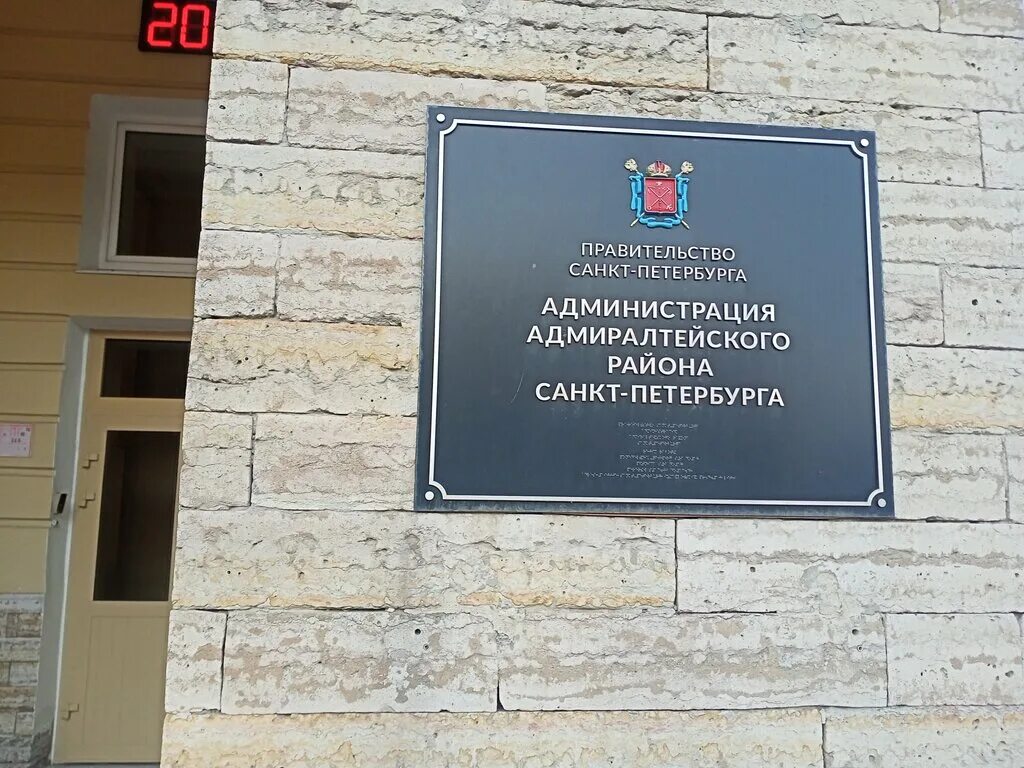 20
ПРАВИТЕЛЬСТВО
САНКТ-ПЕТЕРБУРГА
АДМИНИСТРАЦИЯ
АДМИРАЛТЕЙСКОГО
РАЙОНА
САНКТ-ПЕТЕРБУРГА